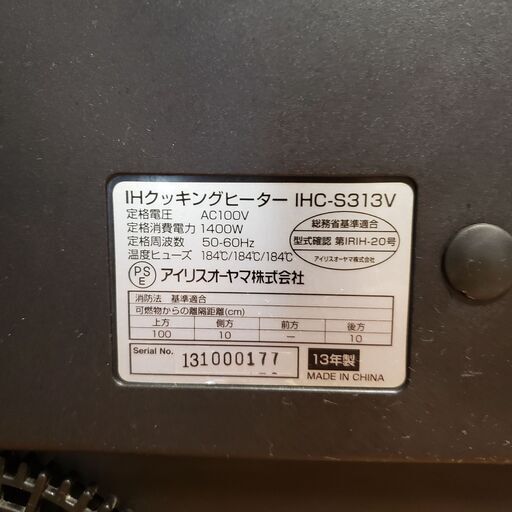 IHクッキングヒーター IHC-S313V
定格電圧 AC100V
定格消費電力 1400W
定格周波数 50-60Hz
温度ヒューズ 184℃/184℃/184℃
総務省基準適合
型式確認 第IRIH-20号
アイリスオーヤマ株式会社
PS
E
アイリスオーヤマ株式会社
消防法 基準適合
可燃物からの離隔距離(cm)
上方 側方 前方 後方
100 10 — 10
Serial No. 131000177
13年製
MADE IN CHINA